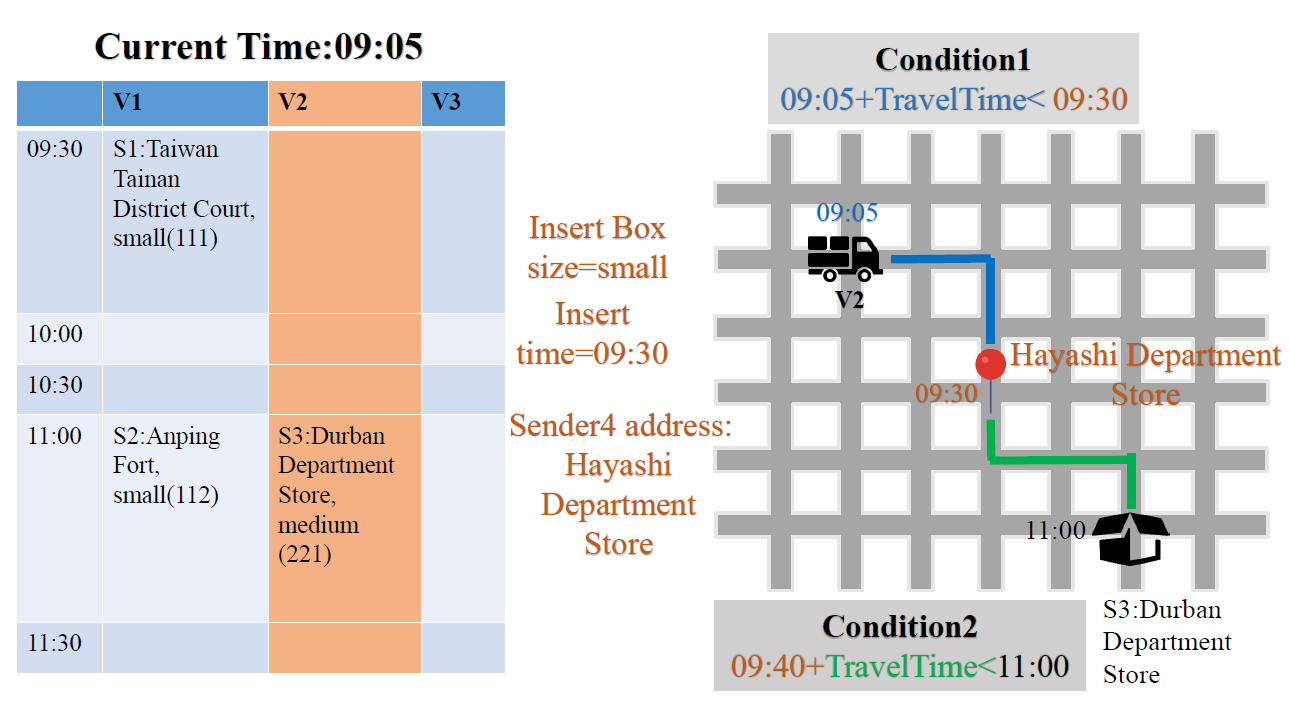 Current Time:09:05
V1
V2
V3
09:30
S1:Taiwan
Tainan
District Court,
small(111)
10:00
10:30
11:00
S2:Anping
Fort,
small(112)
S3:Durban
Department
Store,
medium
(221)
11:30
Insert Box
size=small
Insert
time=09:30
Sender4 address:
Hayashi
Department
Store
Condition1
09:05+TravelTime< 09:30
09:05
V2
Hayashi Department
Store
09:30
11:00
S3:Durban
Department
Store
Condition2
09:40+TravelTime<11:00